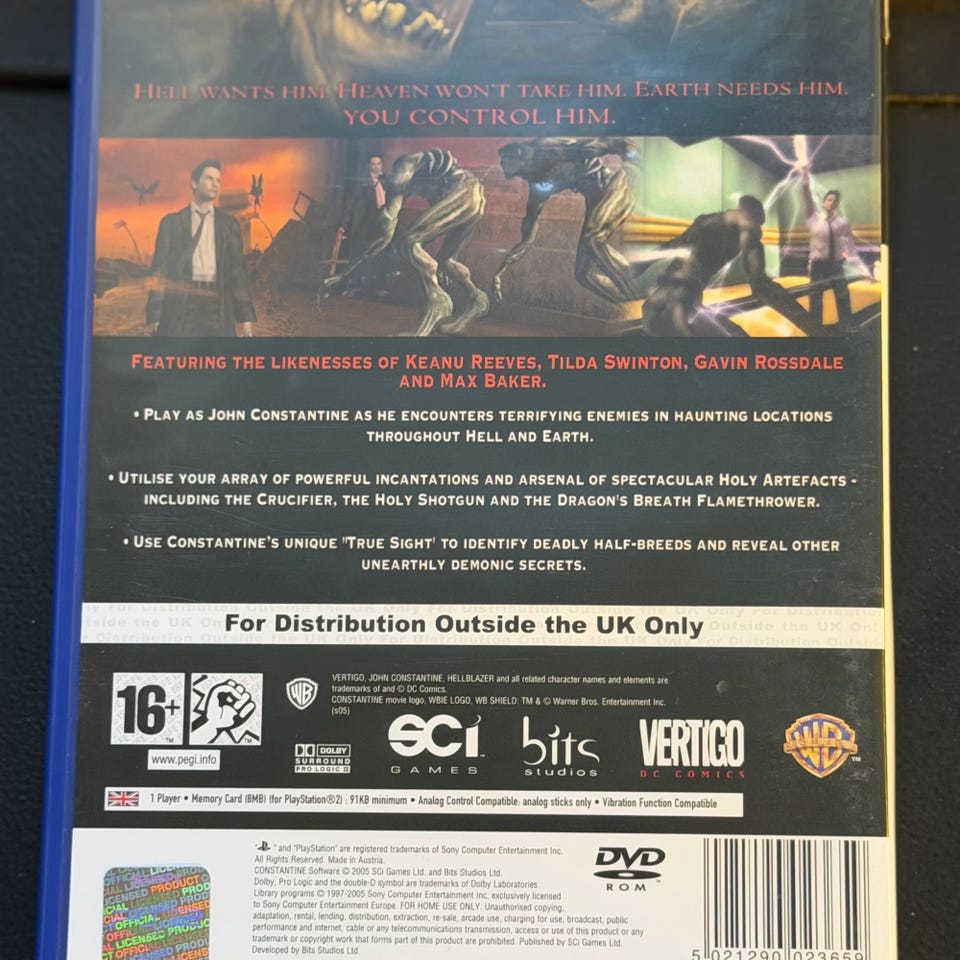 Hell wants him. Heaven won't take him. Earth needs him.
You control him.
Featuring the likenesses of Keanu Reeves, Tilda Swinton, Gavin Rossdale
and Max Baker.
• Play as John Constantine as he encounters terrifying enemies in haunting locations
throughout Hell and Earth.
• Utilise your array of powerful incantations and arsenal of spectacular Holy Artefacts -
including the Crucifier, the Holy Shotgun and the Dragon's Breath Flamethrower.
• Use Constantine's unique 'True Sight' to identify deadly half-breeds and reveal other
unearthly demonic secrets.
For Distribution Outside the UK Only
16+
TM
TM
www.pegi.info
WB
VERTIGO, JOHN CONSTANTINE, HELLBLAZER and all related character names and elements are
trademarks of and © DC Comics.
CONSTANTINE movie logo, WBIE LOGO, WB SHIELD: TM & © Warner Bros. Entertainment Inc.
(s05)
DOLBY
SURROUND
PRO LOGIC II
SCi
GAMES
bits
studios
VERTIGO
DC COMICS
WB
TM
1 Player • Memory Card (8MB) (for PlayStation®2) : 91KB minimum • Analog Control Compatible: analog sticks only • Vibration Function Compatible
" " and "PlayStation" are registered trademarks of Sony Computer Entertainment Inc.
All Rights Reserved. Made in Austria.
CONSTANTINE Software © 2005 SCi Games Ltd. and Bits Studios Ltd.
Dolby, Pro Logic and the double-D symbol are trademarks of Dolby Laboratories.
Library programs © 1997-2005 Sony Computer Entertainment Inc. exclusively licensed
to Sony Computer Entertainment Europe. FOR HOME USE ONLY. Unauthorised copying,
adaptation, rental, lending, distribution, extraction, re-sale, arcade use, charging for use, broadcast, public
performance and internet, cable or any telecommunications transmission, access or use of this product or any
trademark or copyright work that forms part of this product are prohibited. Published by SCi Games Ltd.
Developed by Bits Studios Ltd.
DVD
ROM
OFFICIAL LICENSED PRODUCT
5 021290 023659